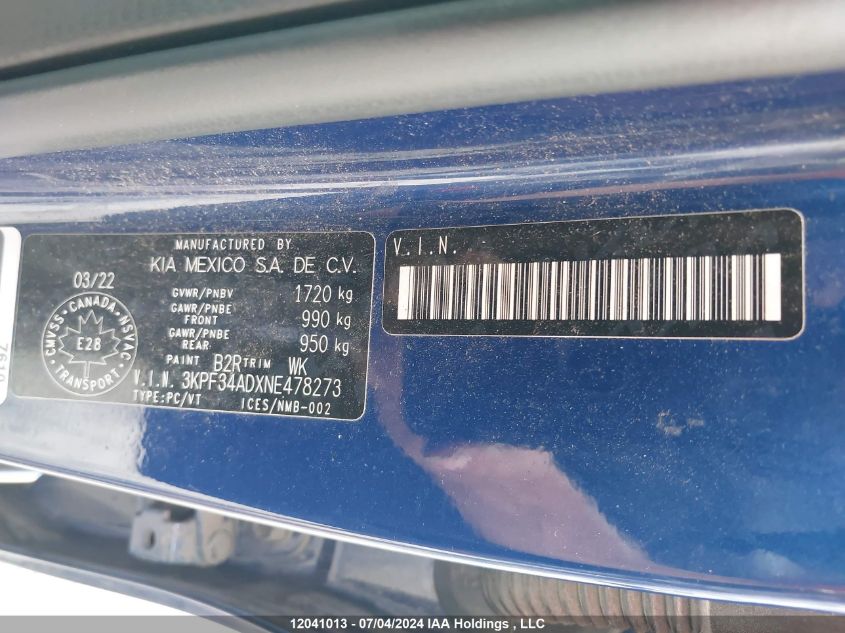 MANUFACTURED BY
KIA MEXICO S.A. DE C.V.
03/22
GVWR/PNBV 1720 kg
GAWR/PNBE FRONT 990 kg
GAWR/PNBE REAR 950 kg
PAINT B2R TRIM WK
V.I.N. 3KPF34ADXNE478273
TYPE:PC/VT ICES/NMB-002
CMVSS · CANADA · NSVAC
E28
TRANSPORT
V.I.N.
12041013 - 07/04/2024 IAA Holdings , LLC